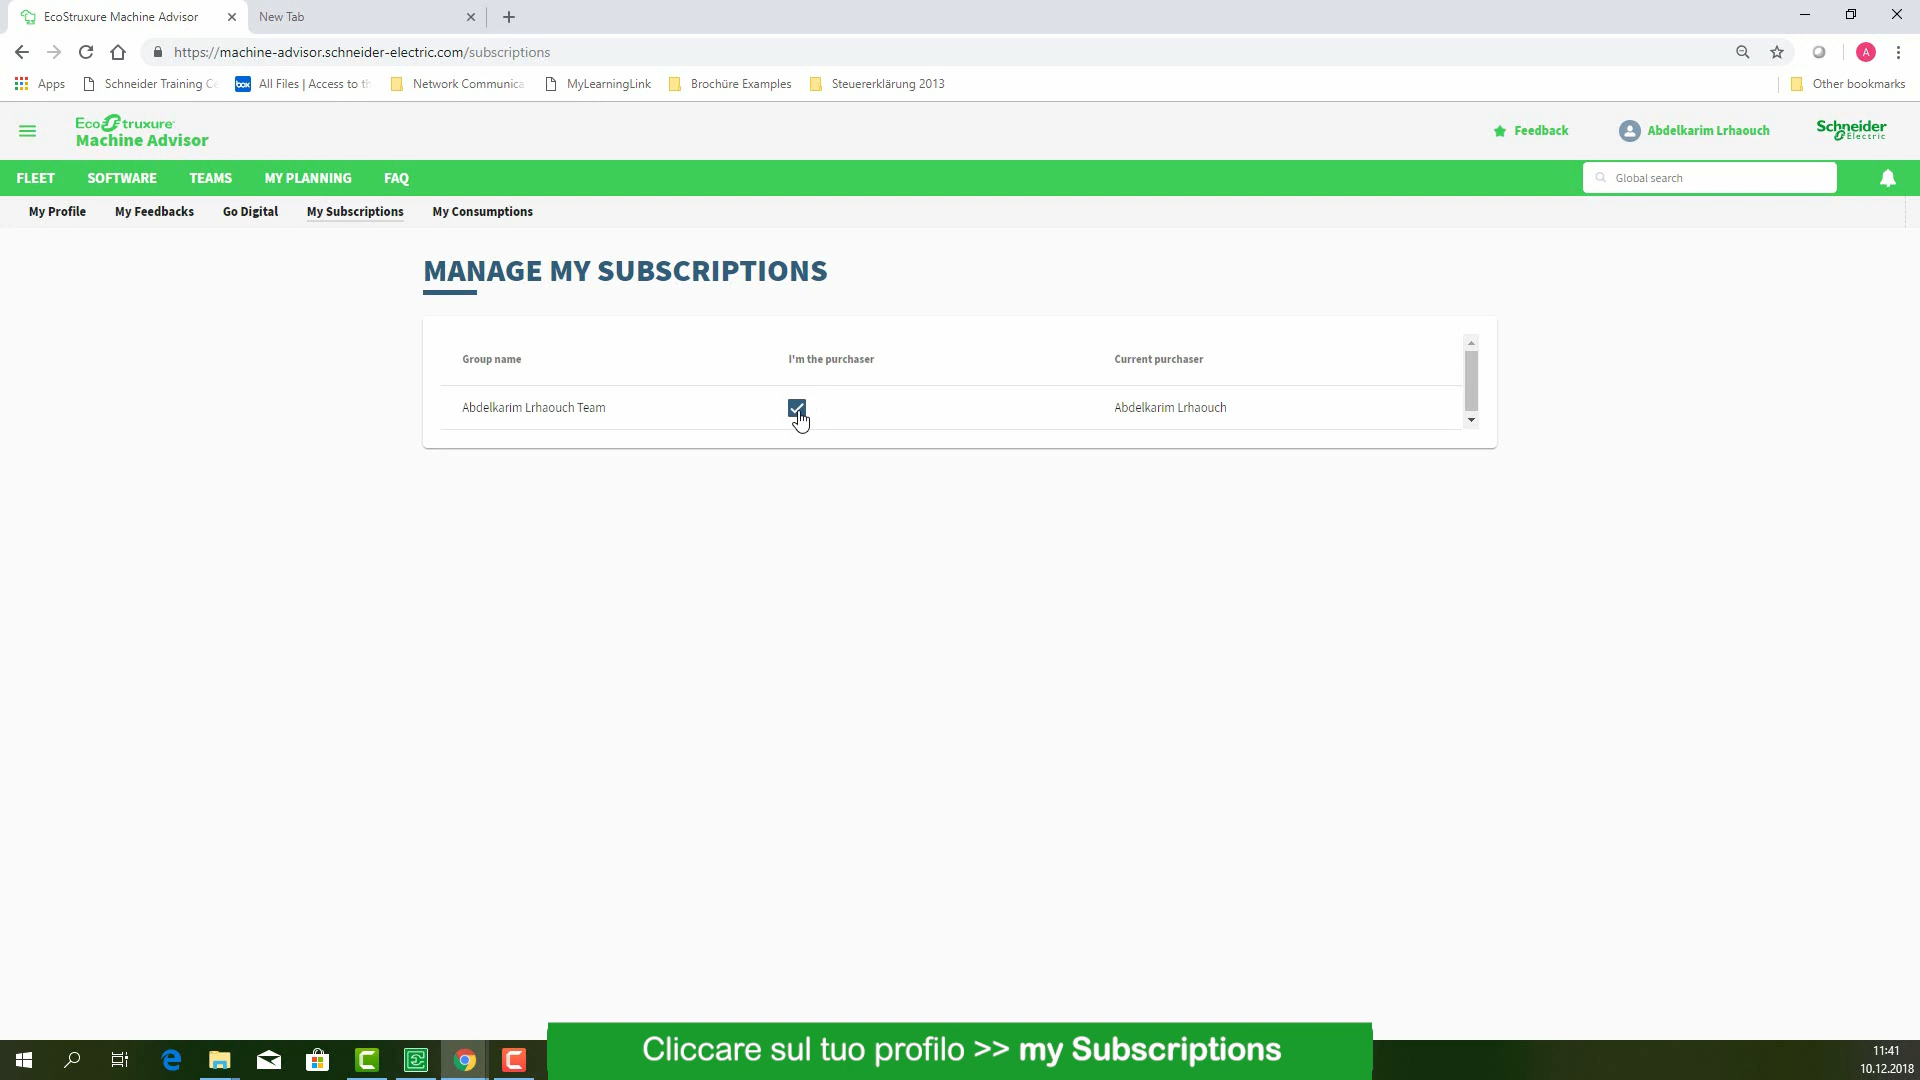 EcoStruxure Machine Advisor
New Tab
https://machine-advisor.schneider-electric.com/subscriptions
A
Apps
Schneider Training Ce
box
All Files | Access to th
Network Communica
MyLearningLink
Brochüre Examples
Steuererklärung 2013
Other bookmarks
EcoStruxure
Machine Advisor
Feedback
Abdelkarim Lrhaouch
Schneider
Electric
FLEET
SOFTWARE
TEAMS
MY PLANNING
FAQ
Global search
My Profile
My Feedbacks
Go Digital
My Subscriptions
My Consumptions
MANAGE MY SUBSCRIPTIONS
Group name
I'm the purchaser
Current purchaser
Abdelkarim Lrhaouch Team
Abdelkarim Lrhaouch
Cliccare sul tuo profilo >> my Subscriptions
11:41
10.12.2018